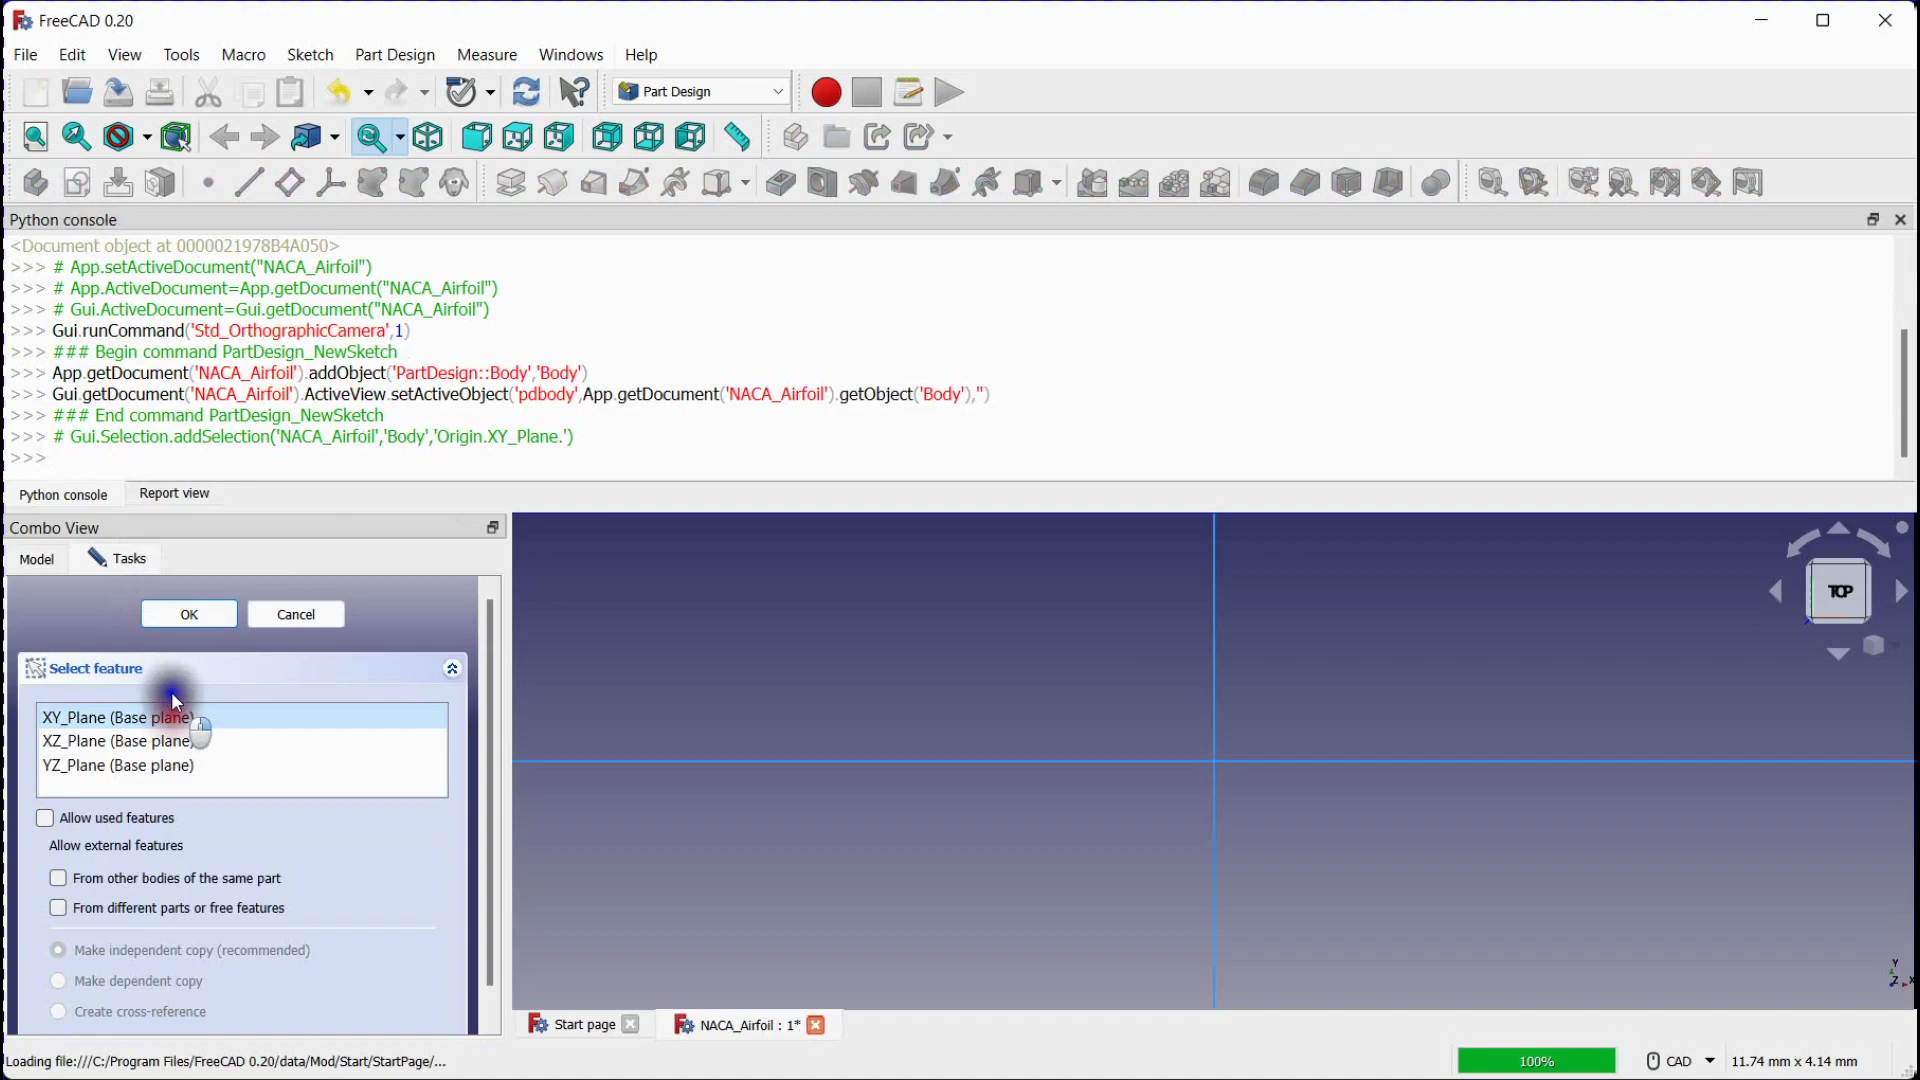 FreeCAD 0.20
File Edit View Tools Macro Sketch Part Design Measure Windows Help
Part Design
Python console
<Document object at 0000021978B4A050>
>>> # App.setActiveDocument("NACA_Airfoil")
>>> # App.ActiveDocument=App.getDocument("NACA_Airfoil")
>>> # Gui.ActiveDocument=Gui.getDocument("NACA_Airfoil")
>>> Gui.runCommand('Std_OrthographicCamera',1)
>>> ### Begin command PartDesign_NewSketch
>>> App.getDocument('NACA_Airfoil').addObject('PartDesign::Body','Body')
>>> Gui.getDocument('NACA_Airfoil').ActiveView.setActiveObject('pdbody',App.getDocument('NACA_Airfoil').getObject('Body'),'')
>>> ### End command PartDesign_NewSketch
>>> # Gui.Selection.addSelection('NACA_Airfoil','Body','Origin.XY_Plane.')
>>>
Python console Report view
Combo View
Model Tasks
TOP
OK Cancel
Select feature
XY_Plane (Base plane)
XZ_Plane (Base plane)
YZ_Plane (Base plane)
Allow used features
Allow external features
From other bodies of the same part
From different parts or free features
Make independent copy (recommended)
Make dependent copy
Create cross-reference
Y
Z X
Start page NACA_Airfoil : 1*
Loading file:///C:/Program Files/FreeCAD 0.20/data/Mod/Start/StartPage/... 100% CAD 11.74 mm x 4.14 mm